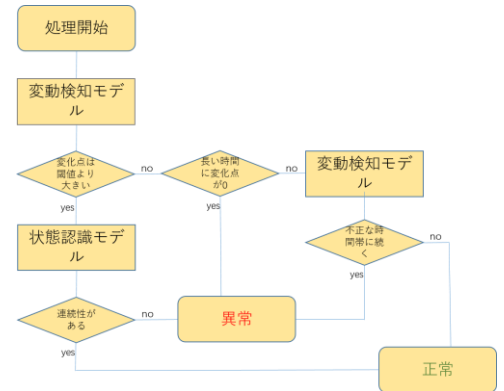 処理開始
変動検知モデ
ル
変化点は
閾値より
大きい
no
長い時間
に変化点
が0
no
変動検知モデ
ル
yes
yes
状態認識モデ
ル
不正な時
間帯に続
く
no
yes
連続性が
ある
no
異常
yes
正常